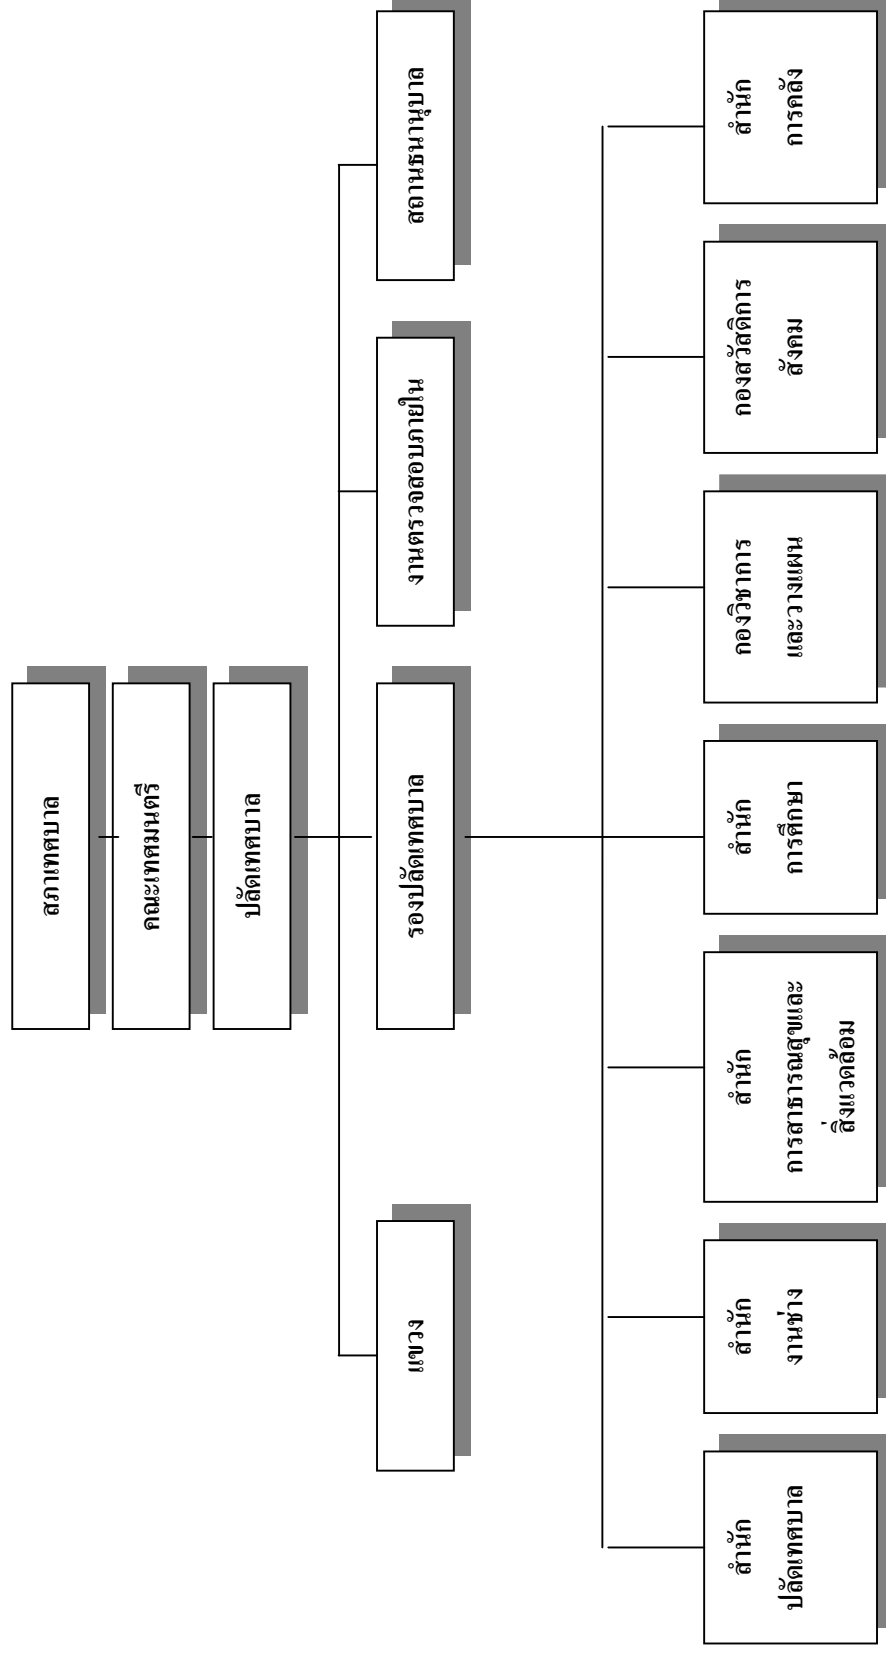 สภาเทศบาล
คณะเทศมนตรี
ปลัดเทศบาล
แขวง
รองปลัดเทศบาล
งานตรวจสอบภายใน
สถานธนานุบาล
สำนัก
ปลัดเทศบาล
สำนัก
งานช่าง
สำนัก
การสาธารณสุขและ
สิ่งแวดล้อม
สำนัก
การศึกษา
กองวิชาการ
และวางแผน
กองสวัสดิการ
สังคม
สำนัก
การคลัง